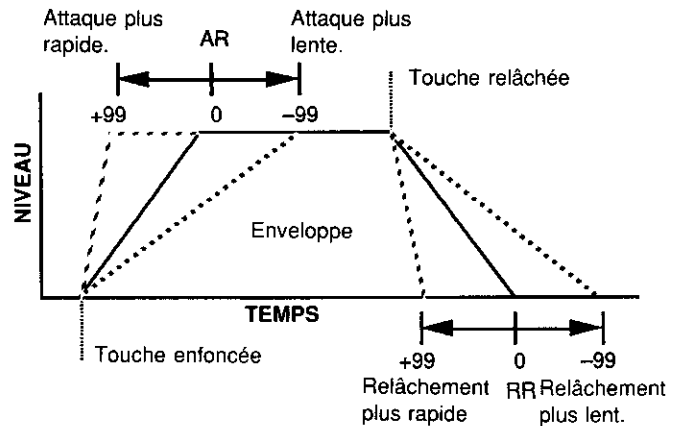 Attaque plus rapide.
AR
Attaque plus lente.
Touche relâchée
+99 0 –99
NIVEAU
Enveloppe
TEMPS
Touche enfoncée
+99 0 –99
Relâchement plus rapide
RR
Relâchement plus lent.